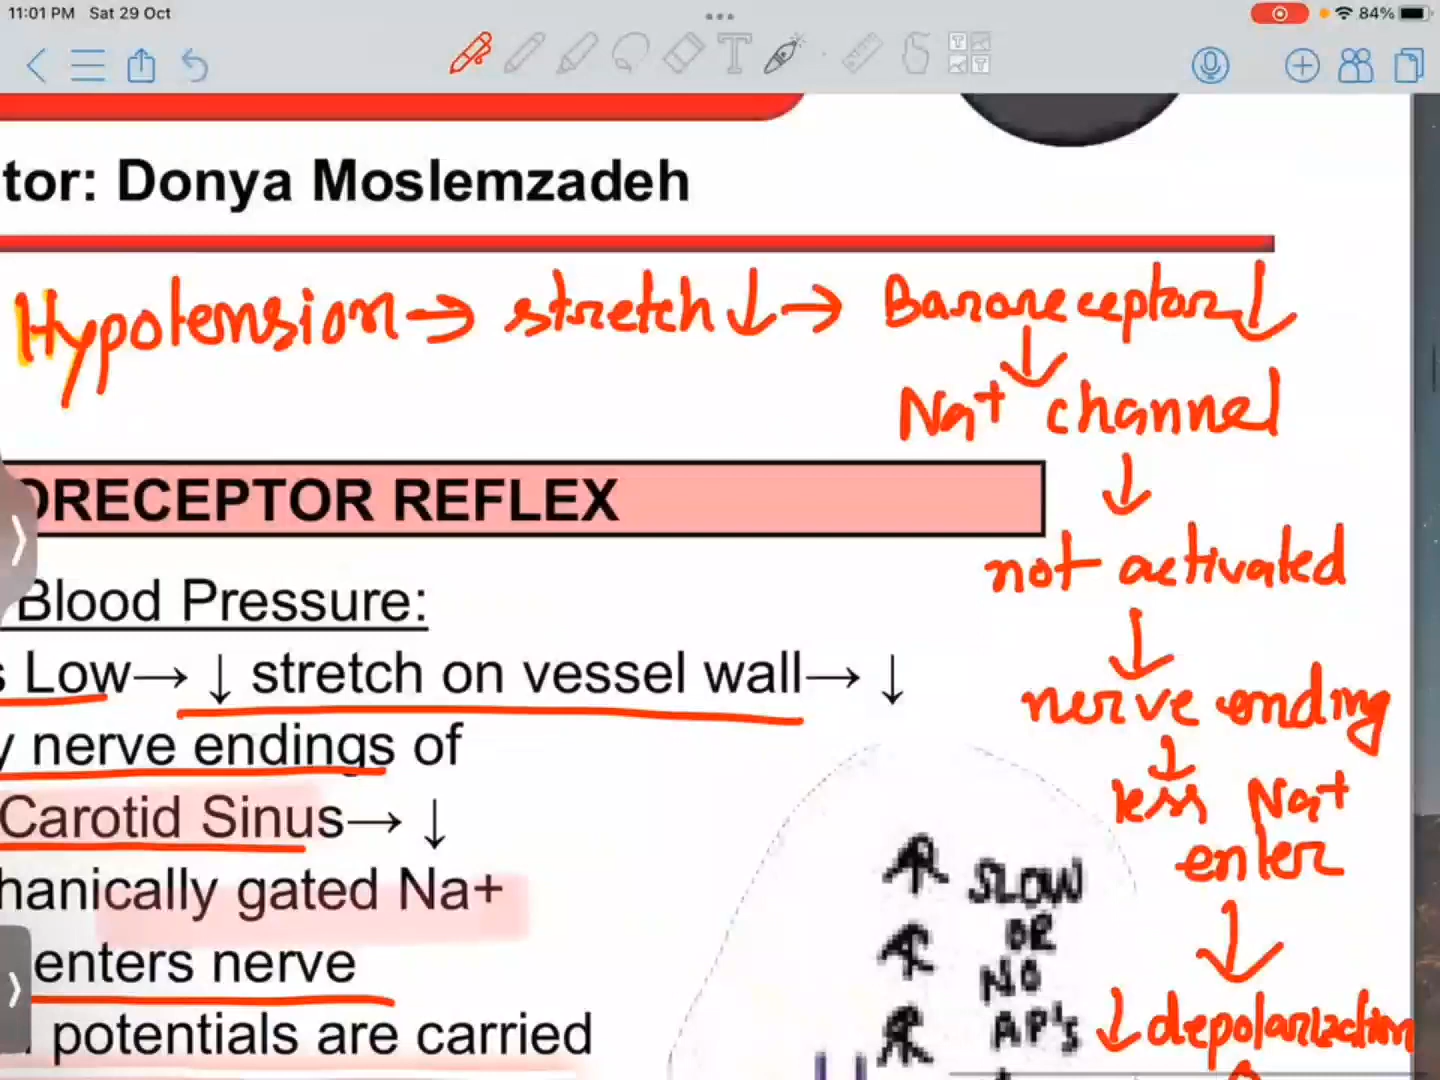 11:01 PM Sat 29 Oct
84%
tor: Donya Moslemzadeh
Hypotension → stretch ↓ → Baroreceptor ↓
↓
Na+ channel
↓
ORECEPTOR REFLEX
not activated
↓
Blood Pressure:
s Low→ ↓ stretch on vessel wall→ ↓
nerve ending
↓
y nerve endings of
less Na+
enter
Carotid Sinus→ ↓
SLOW
hanically gated Na+
OR
↓
enters nerve
NO
potentials are carried
AP's
↓ depolarization